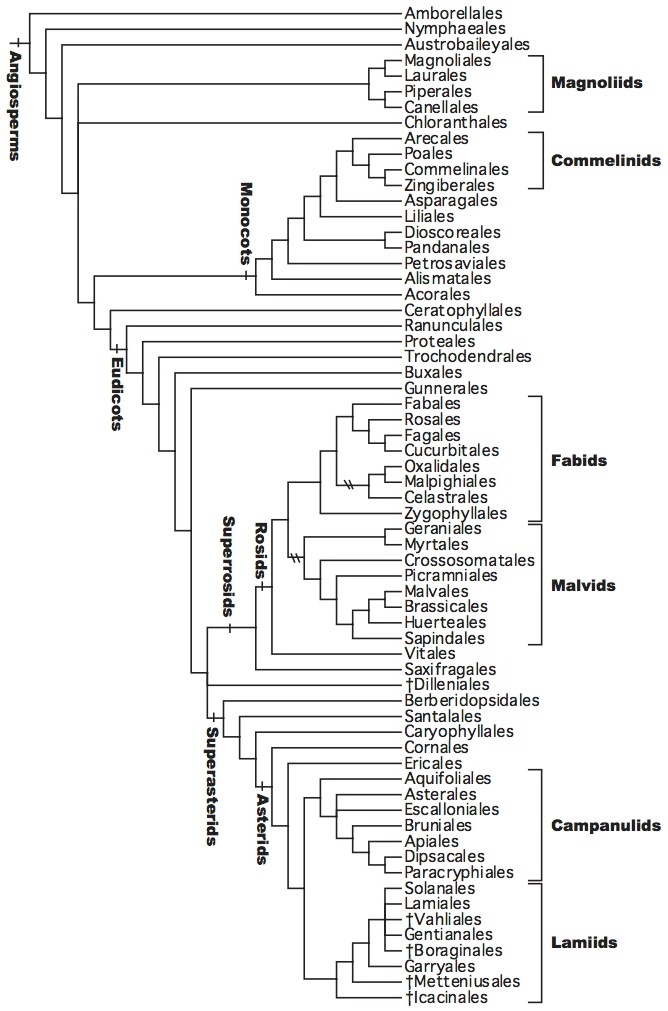 Amborellales
Nymphaeales
Austrobaileyales
Angiosperms
Magnoliales
Laurales
Piperales
Canellales
Magnoliids
Chloranthales
Arecales
Poales
Commelinales
Zingiberales
Commelinids
Asparagales
Liliales
Dioscoreales
Pandanales
Petrosaviales
Alismatales
Acorales
Monocots
Ceratophyllales
Ranunculales
Proteales
Trochodendrales
Buxales
Gunnerales
Eudicots
Fabales
Rosales
Fagales
Cucurbitales
Oxalidales
Malpighiales
Celastrales
Zygophyllales
Fabids
Geraniales
Myrtales
Crossosomatales
Picramniales
Malvales
Brassicales
Huerteales
Sapindales
Malvids
Vitales
Saxifragales
Superrosids
Rosids
†Dilleniales
Berberidopsidales
Santalales
Caryophyllales
Cornales
Ericales
Superasterids
Asterids
Aquifoliales
Asterales
Escalloniales
Bruniales
Apiales
Dipsacales
Paracryphiales
Campanulids
Solanales
Lamiales
†Vahliales
Gentianales
†Boraginales
Garryales
†Metteniusales
†Icacinales
Lamiids